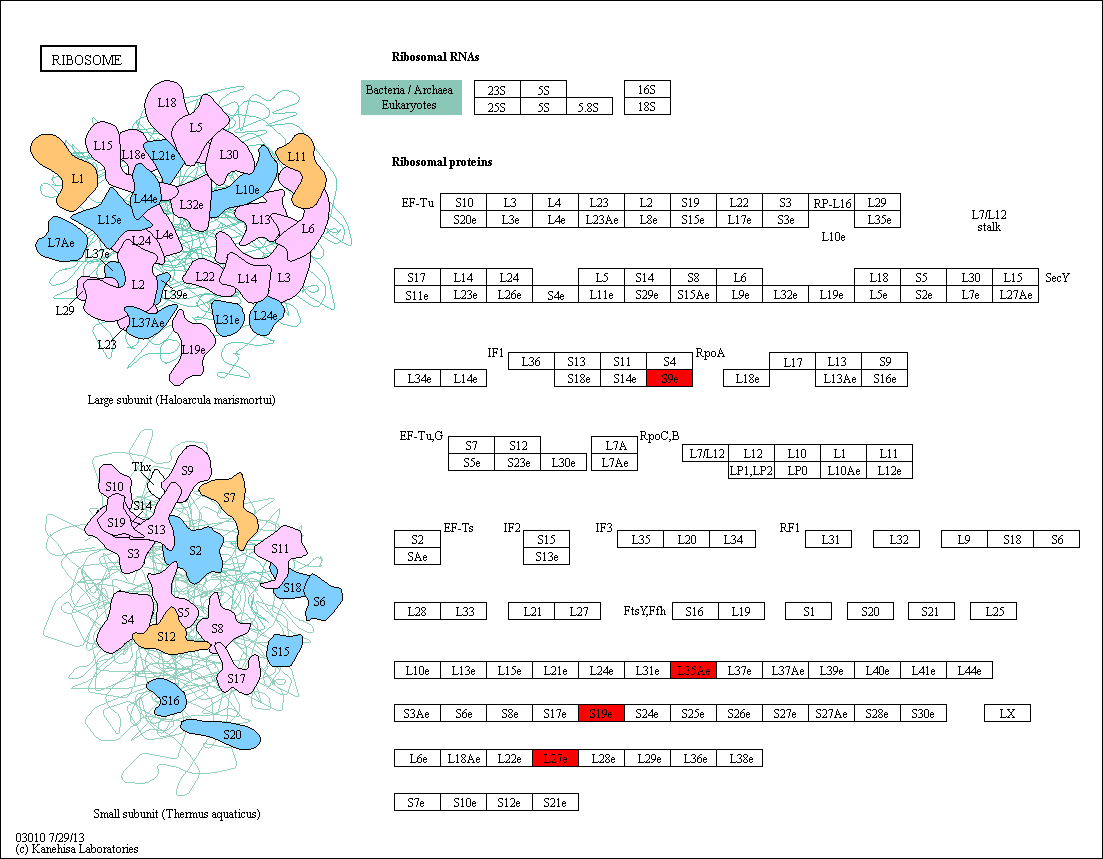 RIBOSOME
L18
L5
L15
L18e
L21e
L30
L11
L1
L44e
L10e
L32e
L15e
L13
L6
L7Ae
L24
L4e
L37e
L22
L14
L3
L2
L39e
L29
L37Ae
L31e
L24e
L23
L19e
Large subunit (Haloarcula marismortui)
Thx
S9
S10
S7
S14
S19
S13
S3
S2
S11
S18
S6
S4
S5
S8
S12
S15
S17
S16
S20
Small subunit (Thermus aquaticus)
03010 7/29/13
(c) Kanehisa Laboratories
Ribosomal RNAs
Bacteria / Archaea 23S 5S 16S
Eukaryotes 25S 5S 5.8S 18S
Ribosomal proteins
EF-Tu S10 L3 L4 L23 L2 S19 L22 S3 RP-L16 L29
S20e L3e L4e L23Ae L8e S15e L17e S3e L35e
L10e
L7/L12
stalk
S17 L14 L24 L5 S14 S8 L6 L18 S5 L30 L15 SecY
S11e L23e L26e S4e L11e S29e S15Ae L9e L32e L19e L5e S2e L7e L27Ae
IF1 L36 S13 S11 S4 RpoA L17 L13 S9
L34e L14e S18e S14e S9e L18e L13Ae S16e
EF-Tu,G S7 S12 L7A RpoC,B L7/L12 L12 L10 L1 L11
S5e S23e L30e L7Ae LP1,LP2 LP0 L10Ae L12e
S2 EF-Ts IF2 S15 IF3 L35 L20 L34 RF1 L31 L32 L9 S18 S6
SAe S13e
L28 L33 L21 L27 FtsY,Ffh S16 L19 S1 S20 S21 L25
L10e L13e L15e L21e L24e L31e L35Ae L37e L37Ae L39e L40e L41e L44e
S3Ae S6e S8e S17e S19e S24e S25e S26e S27e S27Ae S28e S30e LX
L6e L18Ae L22e L27e L28e L29e L36e L38e
S7e S10e S12e S21e